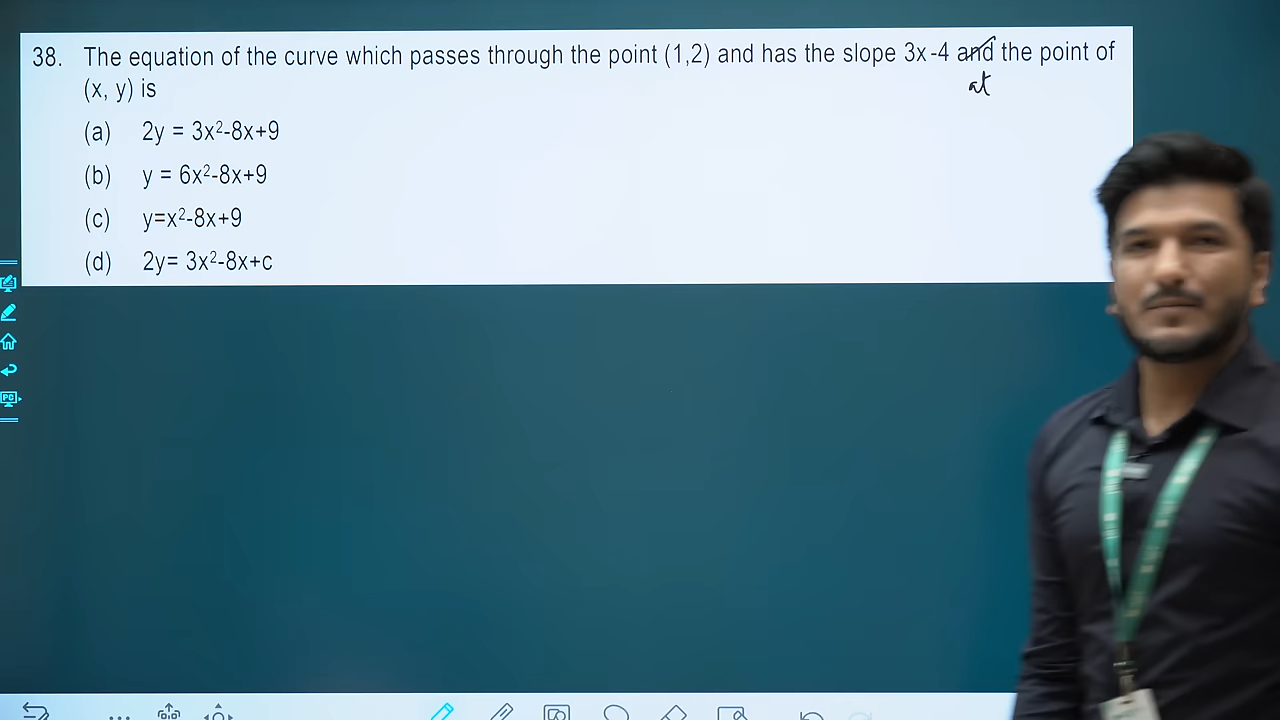 38. The equation of the curve which passes through the point (1,2) and has the slope 3x-4 and the point of
at
(x, y) is
(a) 2y = 3x²-8x+9
(b) y = 6x²-8x+9
(c) y=x²-8x+9
(d) 2y= 3x²-8x+c
PC